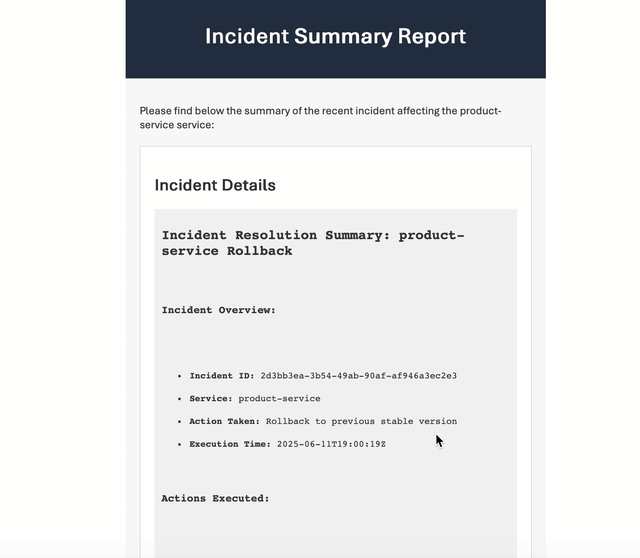 Incident Summary Report
Please find below the summary of the recent incident affecting the product-
service service:
Incident Details
Incident Resolution Summary: product-
service Rollback
Incident Overview:
• Incident ID: 2d3bb3ea-3b54-49ab-90af-af946a3ec2e3
• Service: product-service
• Action Taken: Rollback to previous stable version
• Execution Time: 2025-06-11T19:00:19Z
Actions Executed: